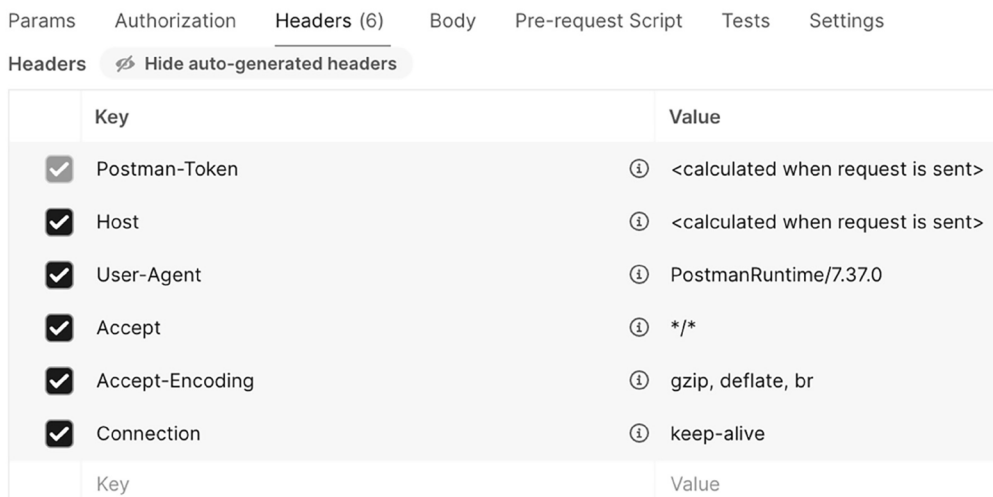 Params Authorization Headers (6) Body Pre-request Script Tests Settings
Headers Hide auto-generated headers
Key Value
Postman-Token <calculated when request is sent>
Host <calculated when request is sent>
User-Agent PostmanRuntime/7.37.0
Accept */*
Accept-Encoding gzip, deflate, br
Connection keep-alive
Key Value